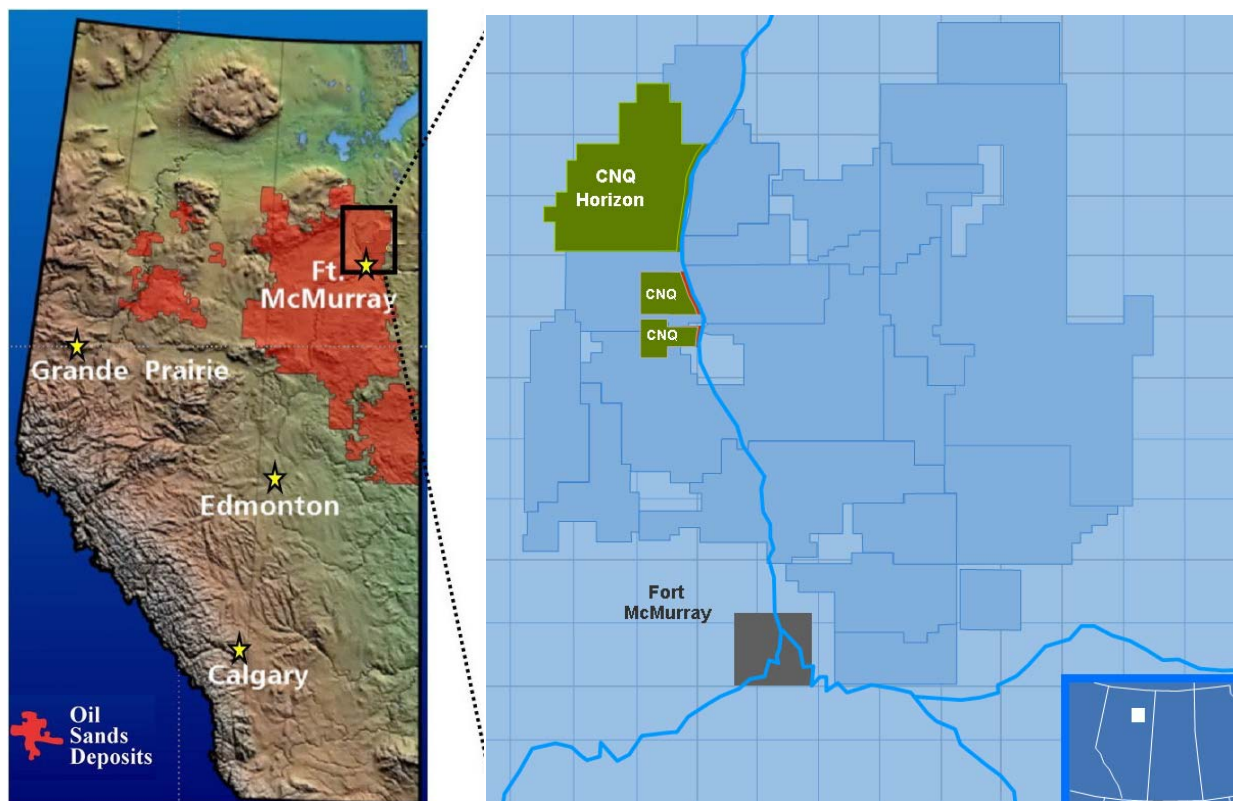 Ft.
McMurray
Grande Prairie
Edmonton
Calgary
Oil
Sands
Deposits
CNQ
Horizon
CNQ
CNQ
Fort
McMurray